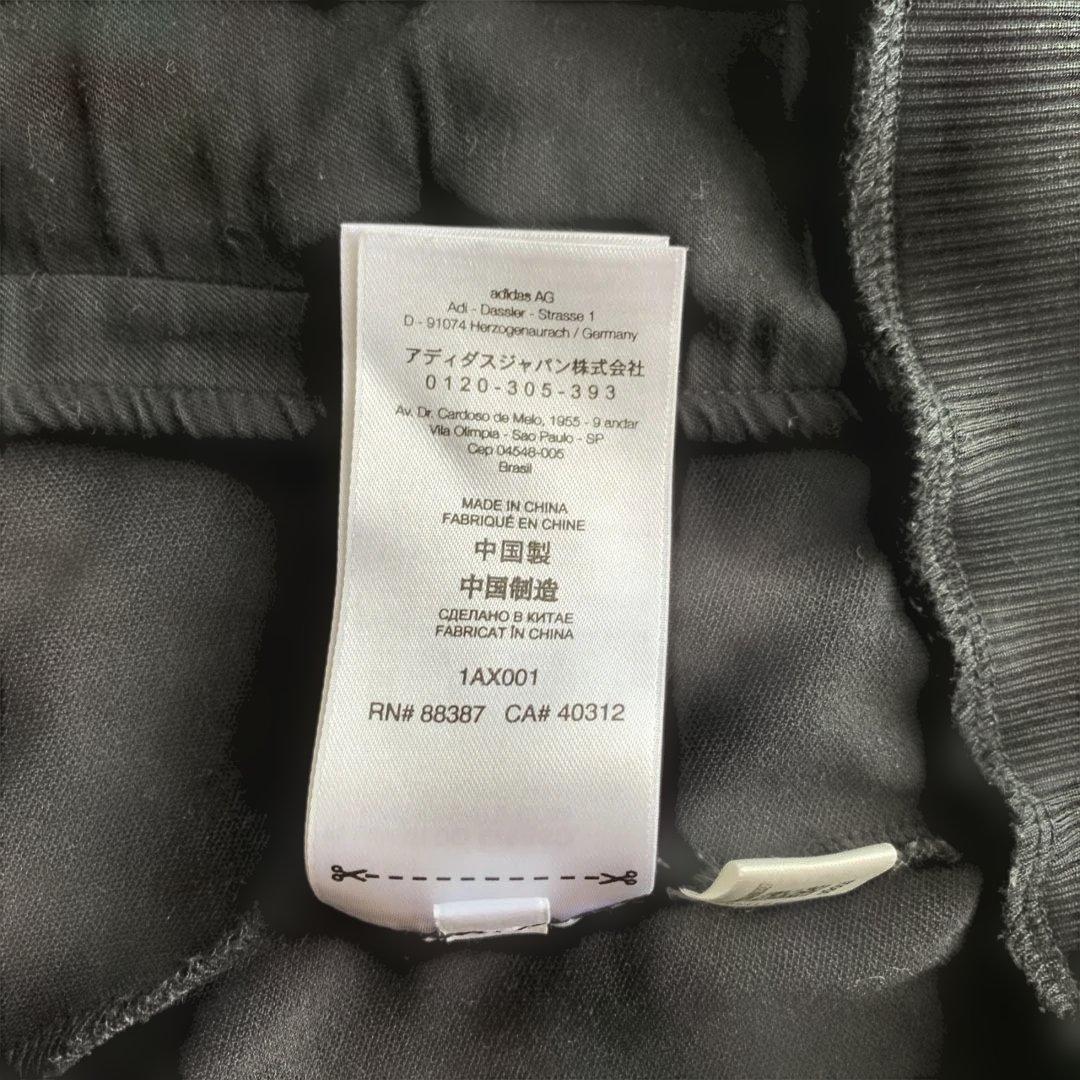 adidas AG
Adi - Dassler - Strasse 1
D - 91074 Herzogenaurach / Germany
アディダスジャパン株式会社
0120-305-393
Av. Dr. Cardoso de Melo, 1955 - 9 andar
Vila Olimpia - Sao Paulo - SP
Cep 04548-005
Brasil
MADE IN CHINA
FABRIQUÉ EN CHINE
中国製
中国制造
СДЕЛАНО В КИТАЕ
FABRICAT ÎN CHINA
1AX001
RN# 88387 CA# 40312